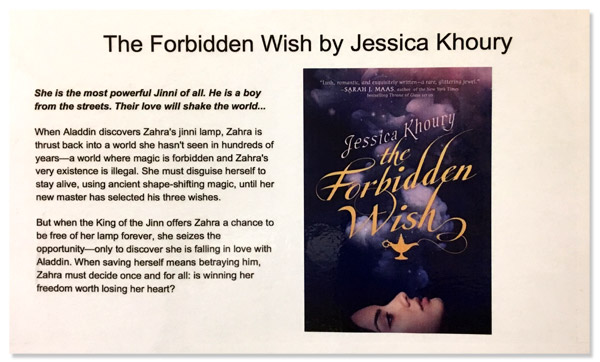 The Forbidden Wish by Jessica Khoury
She is the most powerful Jinni of all. He is a boy
from the streets. Their love will shake the world...
When Aladdin discovers Zahra's jinni lamp, Zahra is
thrust back into a world she hasn't seen in hundreds of
years—a world where magic is forbidden and Zahra's
very existence is illegal. She must disguise herself to
stay alive, using ancient shape-shifting magic, until her
new master has selected his three wishes.
But when the King of the Jinn offers Zahra a chance to
be free of her lamp forever, she seizes the
opportunity—only to discover she is falling in love with
Aladdin. When saving herself means betraying him,
Zahra must decide once and for all: is winning her
freedom worth losing her heart?
"Lush, romantic, and exquisitely written—a rare, glittering jewel."
—SARAH J. MAAS, author of the New York Times
bestselling Throne of Glass series
Jessica Khoury
the
Forbidden
Wish